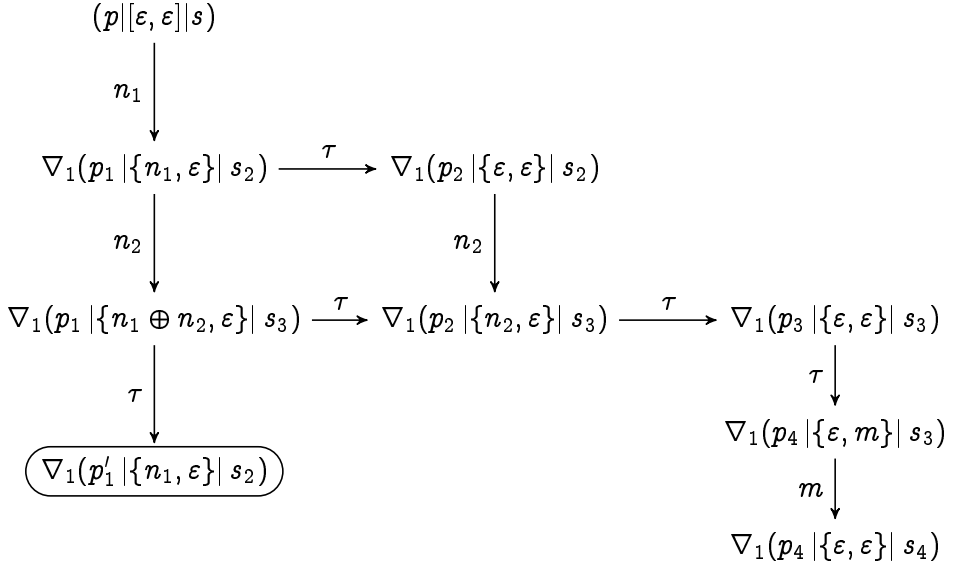 (p|[ε, ε]|s)
n₁
∇₁(p₁ |{n₁, ε}| s₂) τ ∇₁(p₂ |{ε, ε}| s₂)
n₂ n₂
∇₁(p₁ |{n₁ ⊕ n₂, ε}| s₃) τ ∇₁(p₂ |{n₂, ε}| s₃) τ ∇₁(p₃ |{ε, ε}| s₃)
τ τ
∇₁(p₄ |{ε, m}| s₃)
∇₁(p′₁ |{n₁, ε}| s₂)
m
∇₁(p₄ |{ε, ε}| s₄)